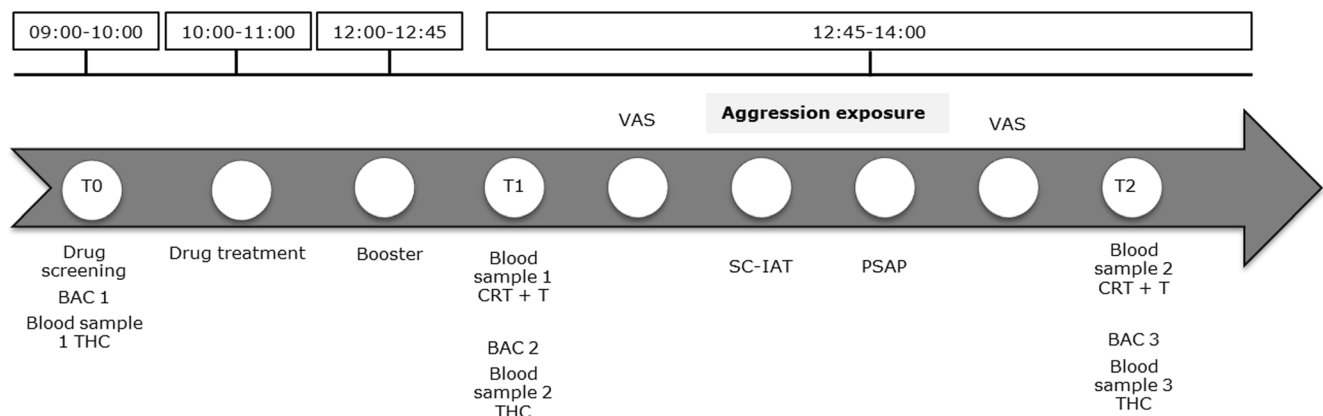 09:00-10:00
10:00-11:00
12:00-12:45
12:45-14:00
VAS
Aggression exposure
VAS
T0
T1
T2
Drug
screening
BAC 1
Blood sample
1 THC
Drug treatment
Booster
Blood
sample 1
CRT + T
BAC 2
Blood
sample 2
THC
SC-IAT
PSAP
Blood
sample 2
CRT + T
BAC 3
Blood
sample 3
THC